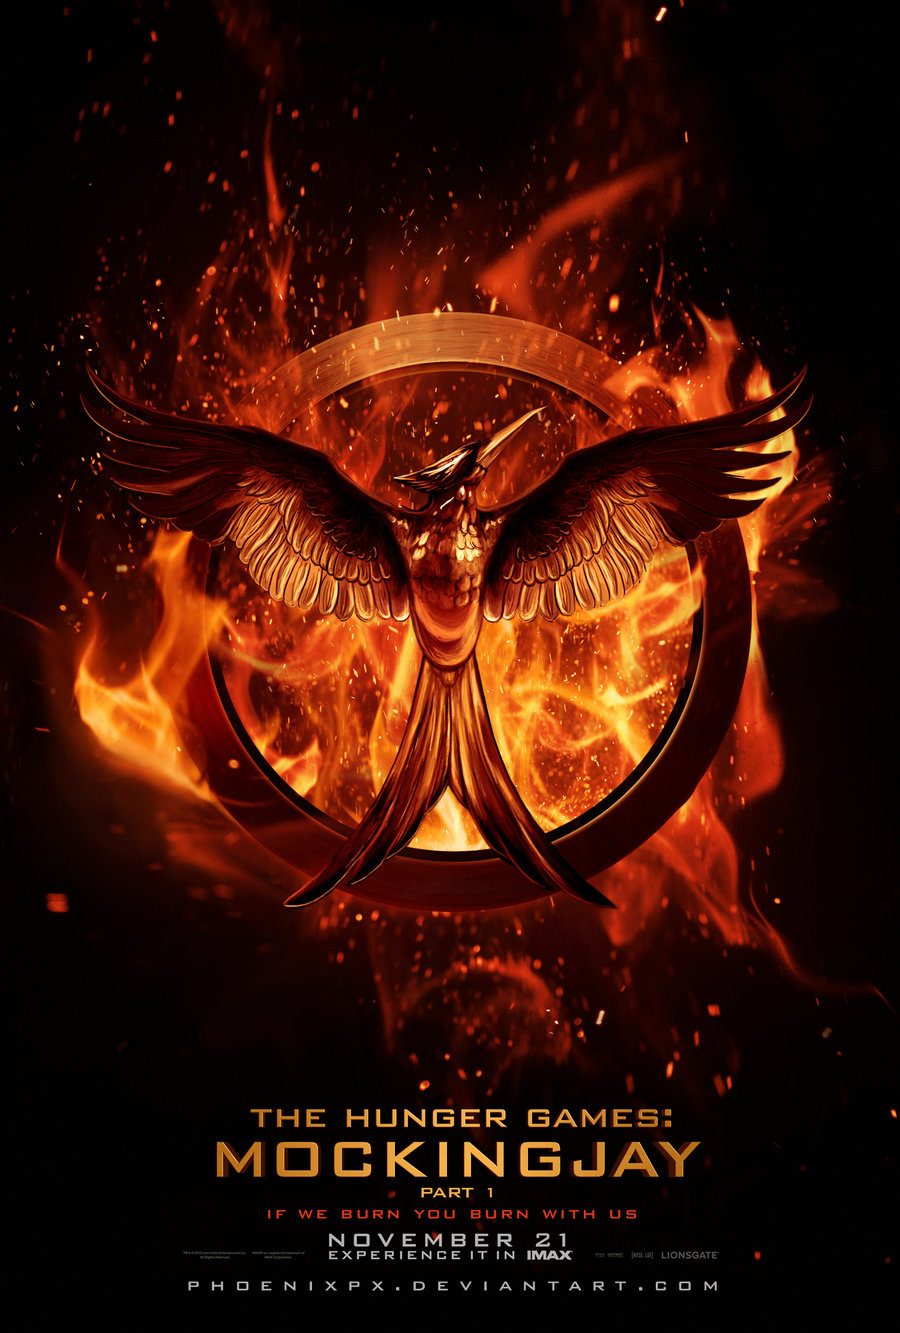 THE HUNGER GAMES:
MOCKINGJAY
PART 1
IF WE BURN YOU BURN WITH US
NOVEMBER 21
EXPERIENCE IT IN IMAX
LIONSGATE
PHOENIXPX.DEVIANTART.COM